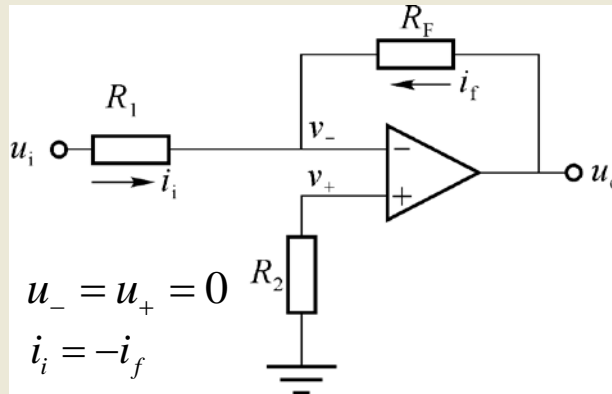 R_F
i_f
R_1
u_i
i_i
v_-
−
v_+
+
R_2
u_- = u_+ = 0
i_i = -i_f